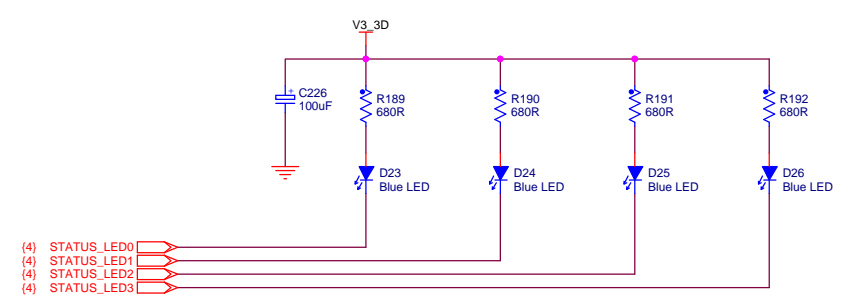 V3_3D
+
C226
100uF
R189
680R
R190
680R
R191
680R
R192
680R
D23
Blue LED
D24
Blue LED
D25
Blue LED
D26
Blue LED
{4} STATUS_LED0
{4} STATUS_LED1
{4} STATUS_LED2
{4} STATUS_LED3